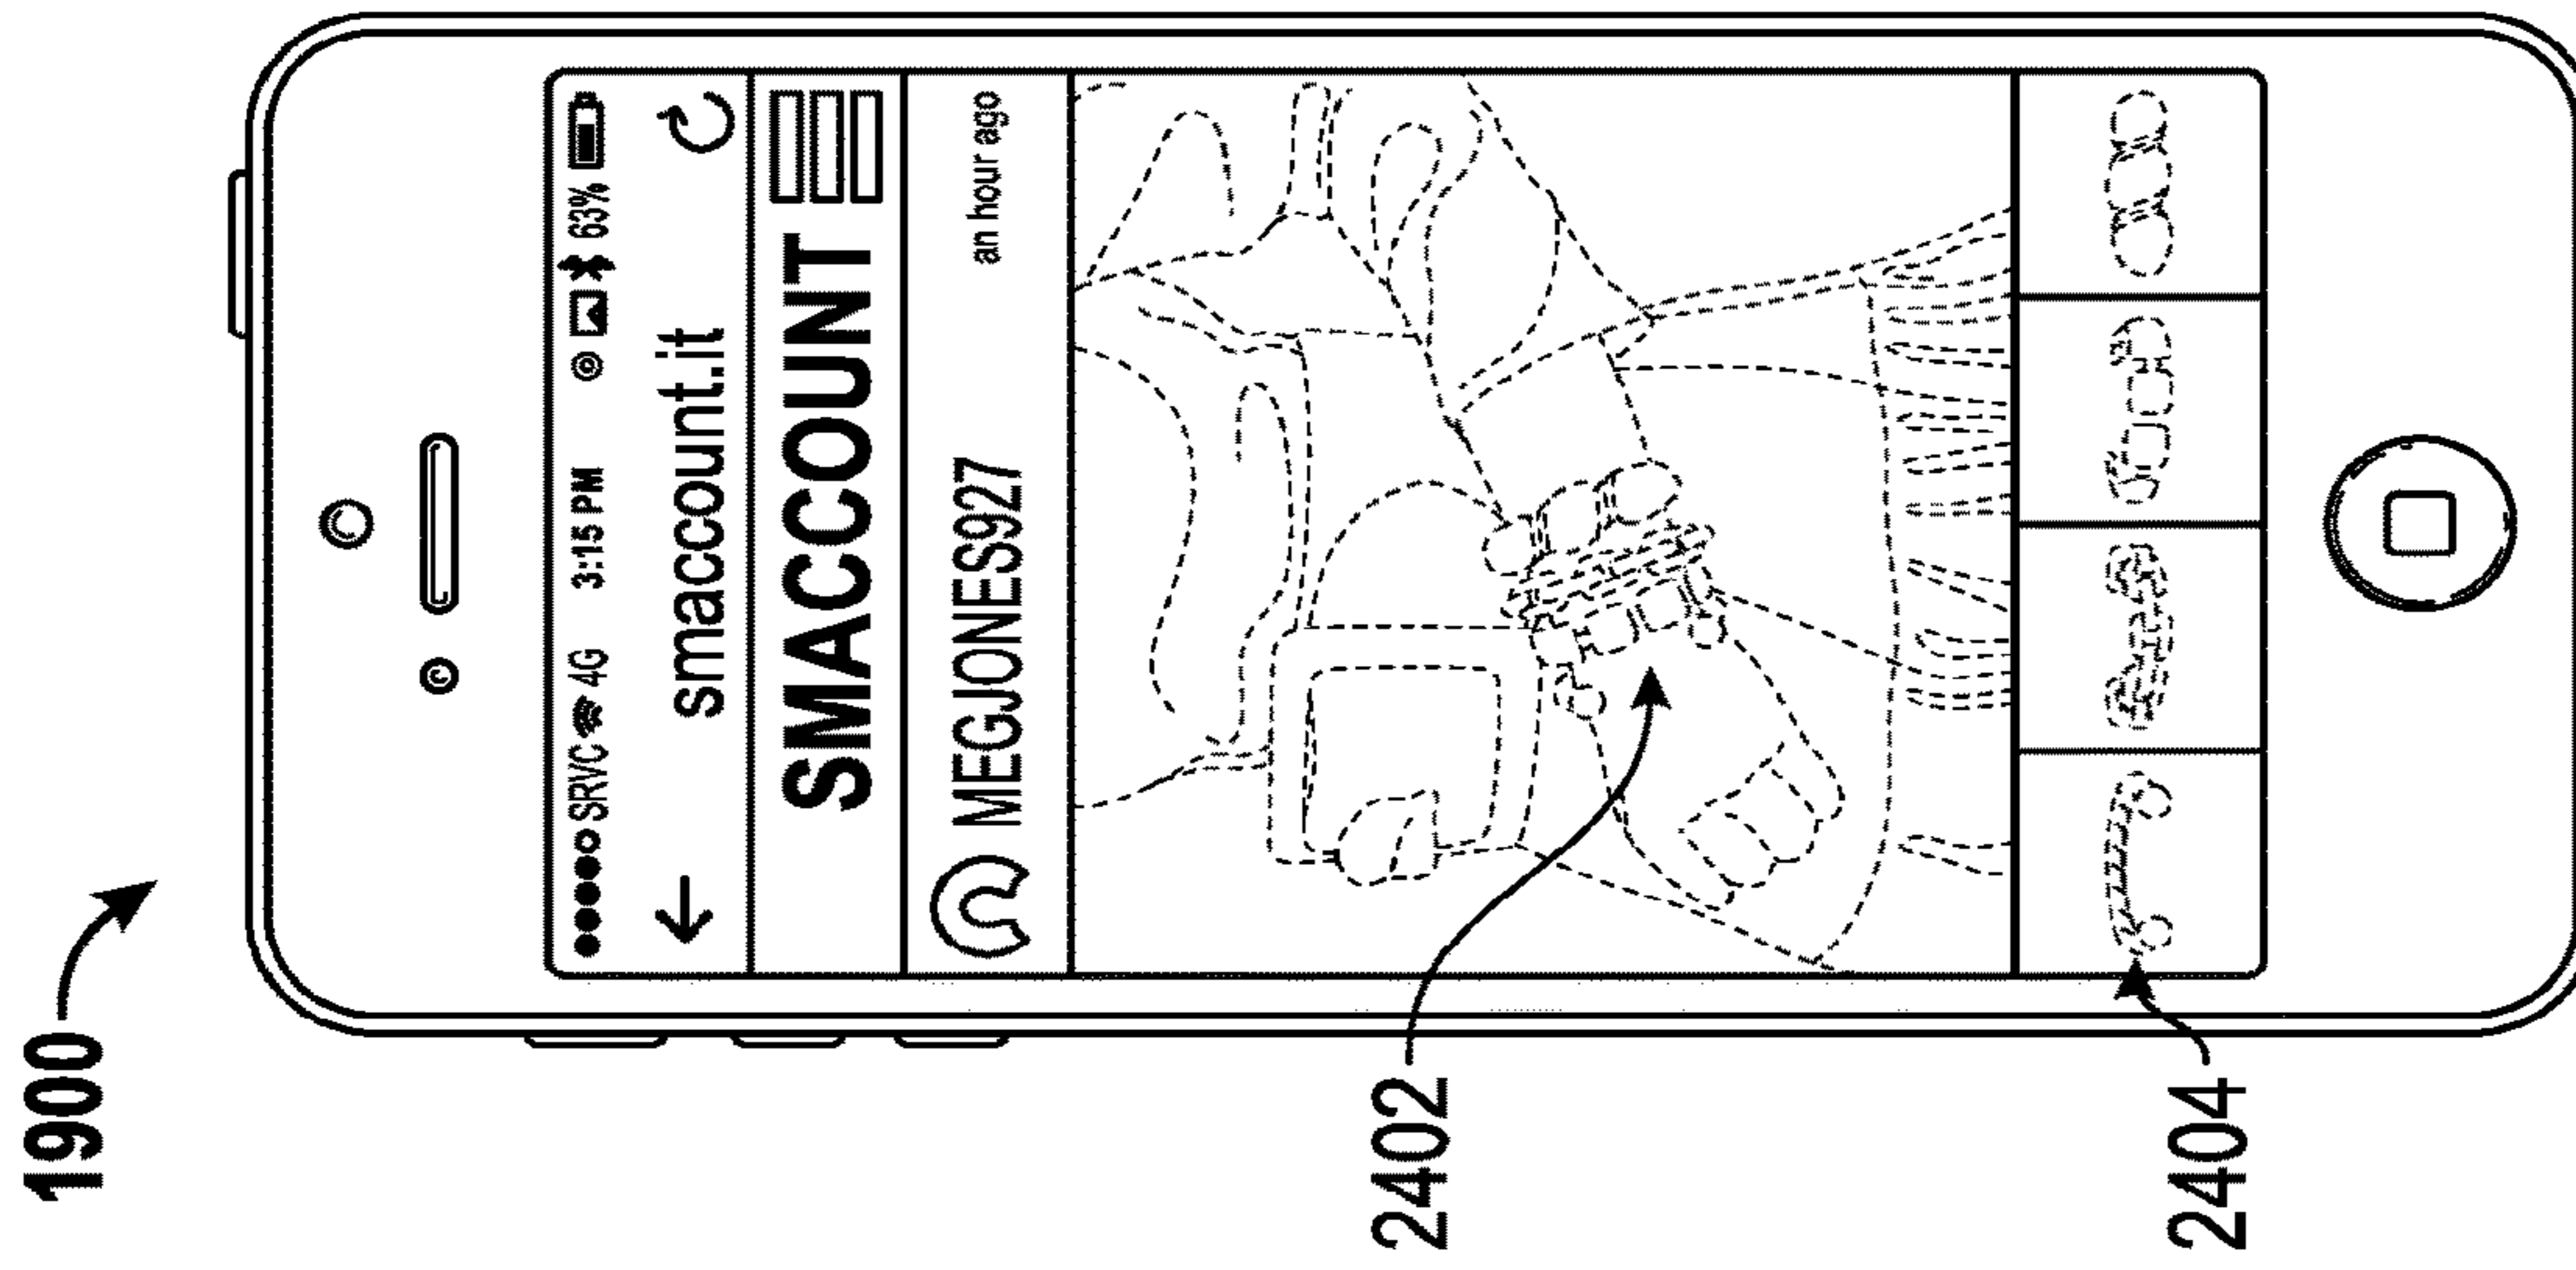 1900
SRVC 4G 3:15 PM 63%
smaccount.it
SMACCOUNT
MEGJONES927 an hour ago
2402
2404